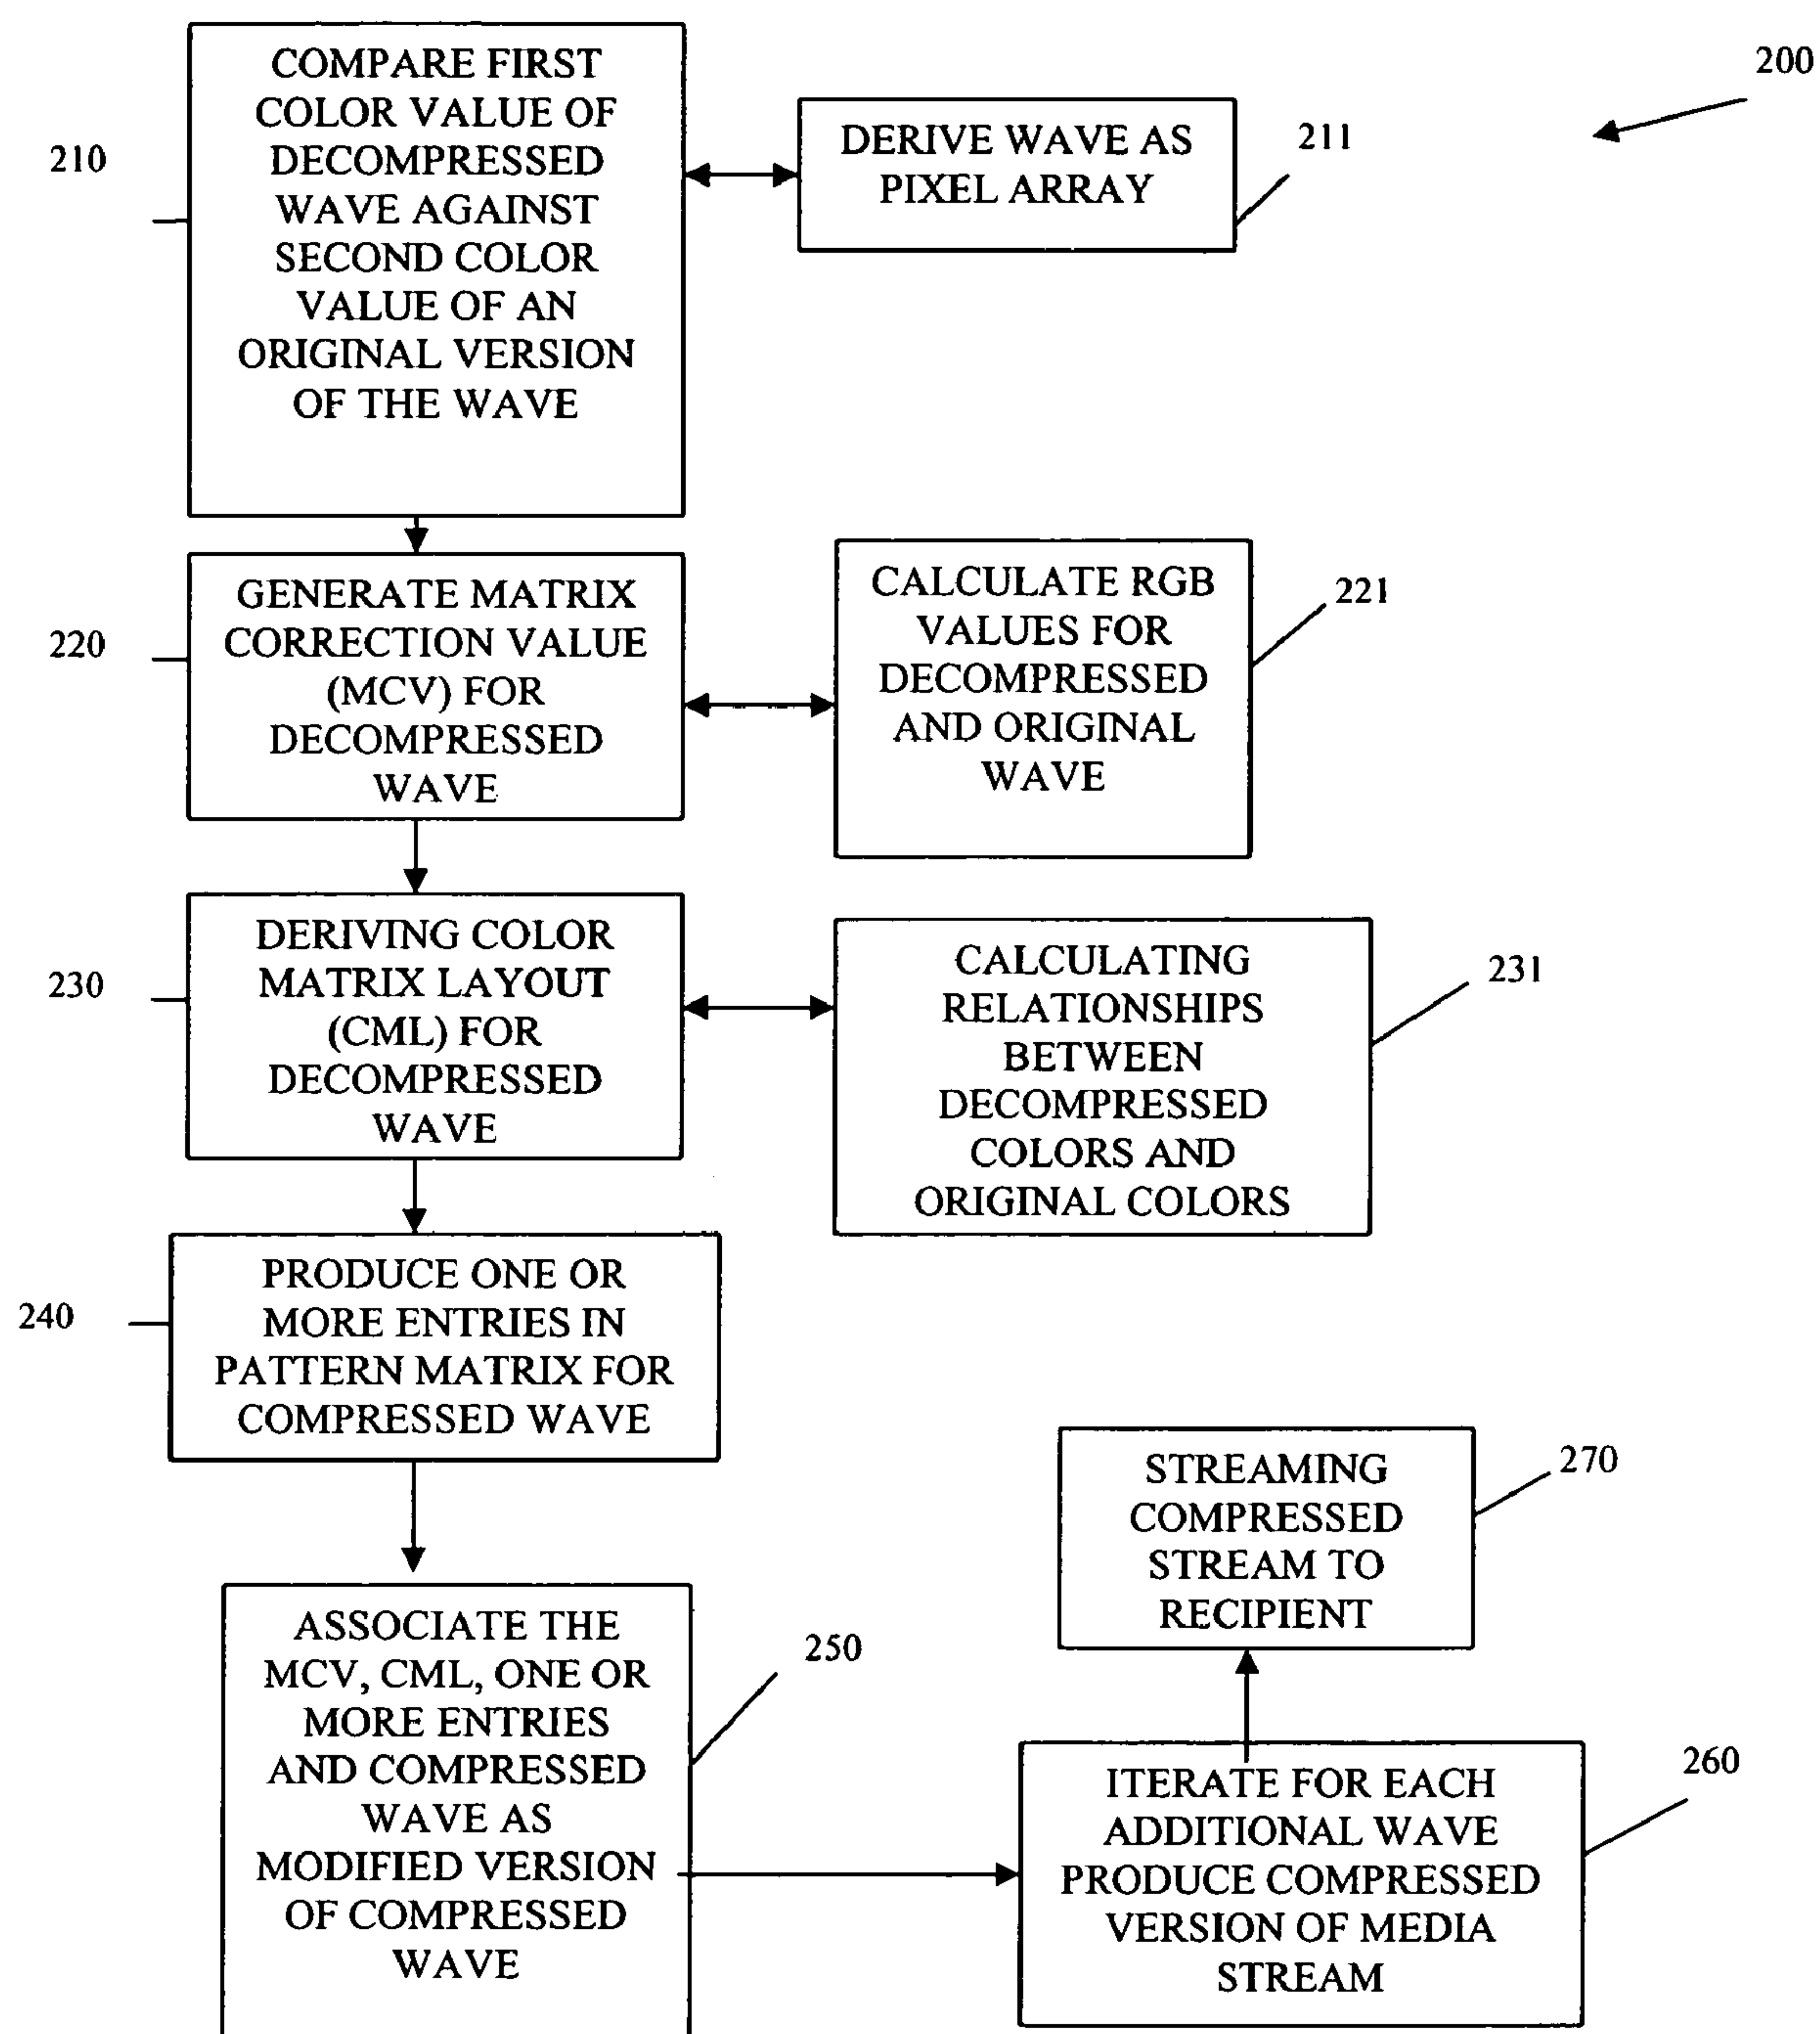 200
210
COMPARE FIRST
COLOR VALUE OF
DECOMPRESSED
WAVE AGAINST
SECOND COLOR
VALUE OF AN
ORIGINAL VERSION
OF THE WAVE
DERIVE WAVE AS
PIXEL ARRAY
211
220
GENERATE MATRIX
CORRECTION VALUE
(MCV) FOR
DECOMPRESSED
WAVE
CALCULATE RGB
VALUES FOR
DECOMPRESSED
AND ORIGINAL
WAVE
221
230
DERIVING COLOR
MATRIX LAYOUT
(CML) FOR
DECOMPRESSED
WAVE
CALCULATING
RELATIONSHIPS
BETWEEN
DECOMPRESSED
COLORS AND
ORIGINAL COLORS
231
240
PRODUCE ONE OR
MORE ENTRIES IN
PATTERN MATRIX FOR
COMPRESSED WAVE
ASSOCIATE THE
MCV, CML, ONE OR
MORE ENTRIES
AND COMPRESSED
WAVE AS
MODIFIED VERSION
OF COMPRESSED
WAVE
250
STREAMING
COMPRESSED
STREAM TO
RECIPIENT
270
ITERATE FOR EACH
ADDITIONAL WAVE
PRODUCE COMPRESSED
VERSION OF MEDIA
STREAM
260